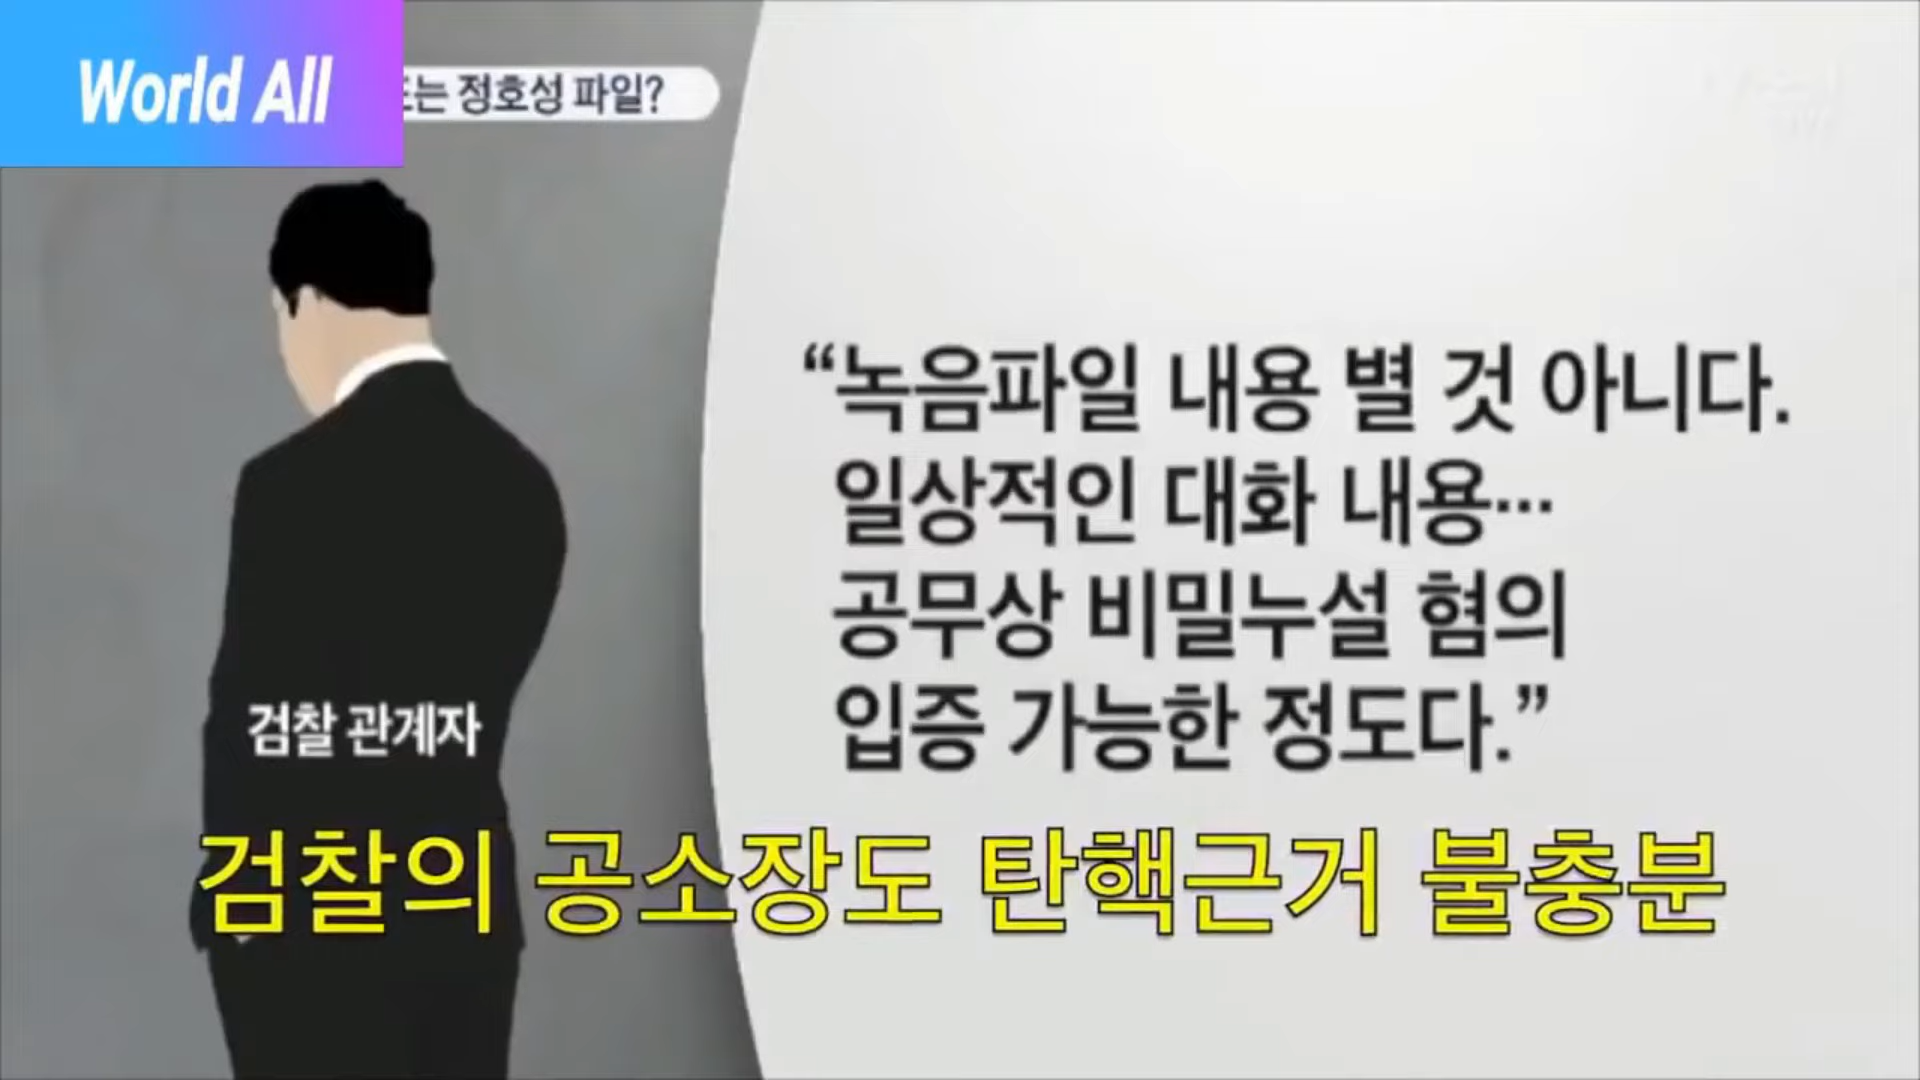 World All
는 정호성 파일?
“녹음파일 내용 별 것 아니다.
일상적인 대화 내용…
공무상 비밀누설 혐의
입증 가능한 정도다.”
검찰 관계자
검찰의 공소장도 탄핵근거 불충분